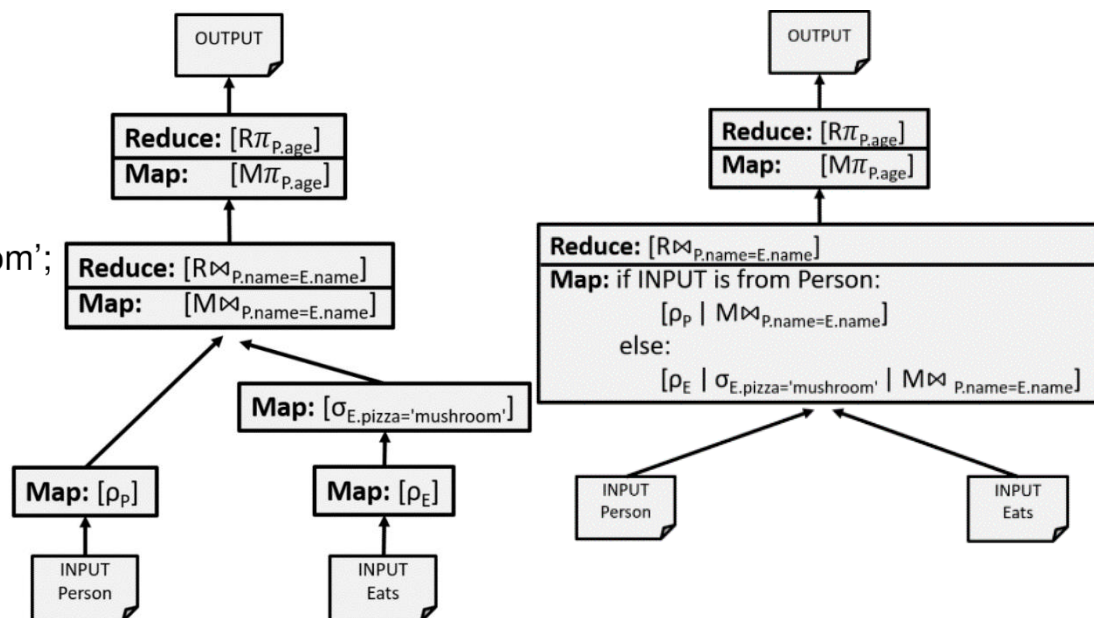 OUTPUT
Reduce: [Rπ_P.age]
Map: [Mπ_P.age]
om’;
Reduce: [R⋈_P.name=E.name]
Map: [M⋈_P.name=E.name]
Map: [σ_E.pizza='mushroom']
Map: [ρ_P]
Map: [ρ_E]
INPUT
Person
INPUT
Eats
OUTPUT
Reduce: [Rπ_P.age]
Map: [Mπ_P.age]
Reduce: [R⋈_P.name=E.name]
Map: if INPUT is from Person:
[ρ_P | M⋈_P.name=E.name]
else:
[ρ_E | σ_E.pizza='mushroom' | M⋈ _P.name=E.name]
INPUT
Person
INPUT
Eats